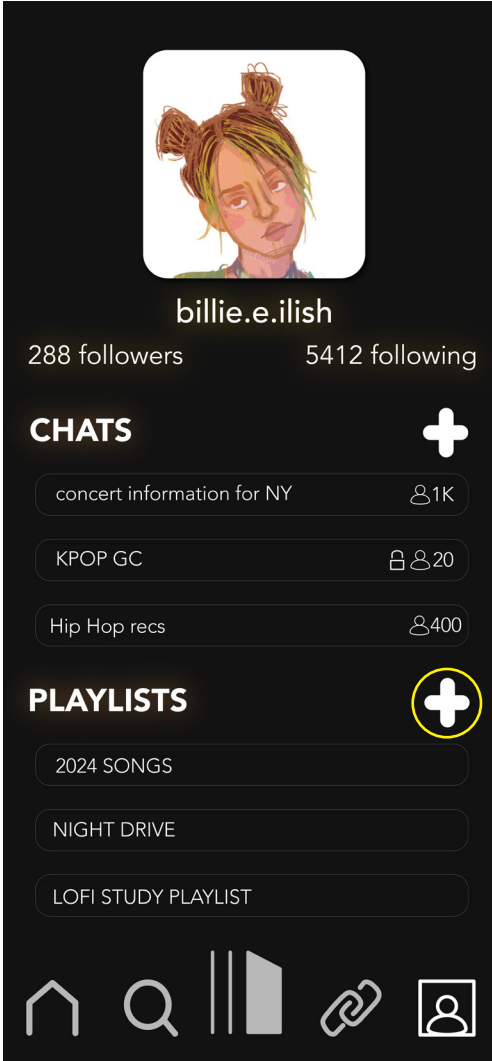 billie.e.ilish
288 followers 5412 following
CHATS
concert information for NY 1K
KPOP GC 20
Hip Hop recs 400
PLAYLISTS
2024 SONGS
NIGHT DRIVE
LOFI STUDY PLAYLIST